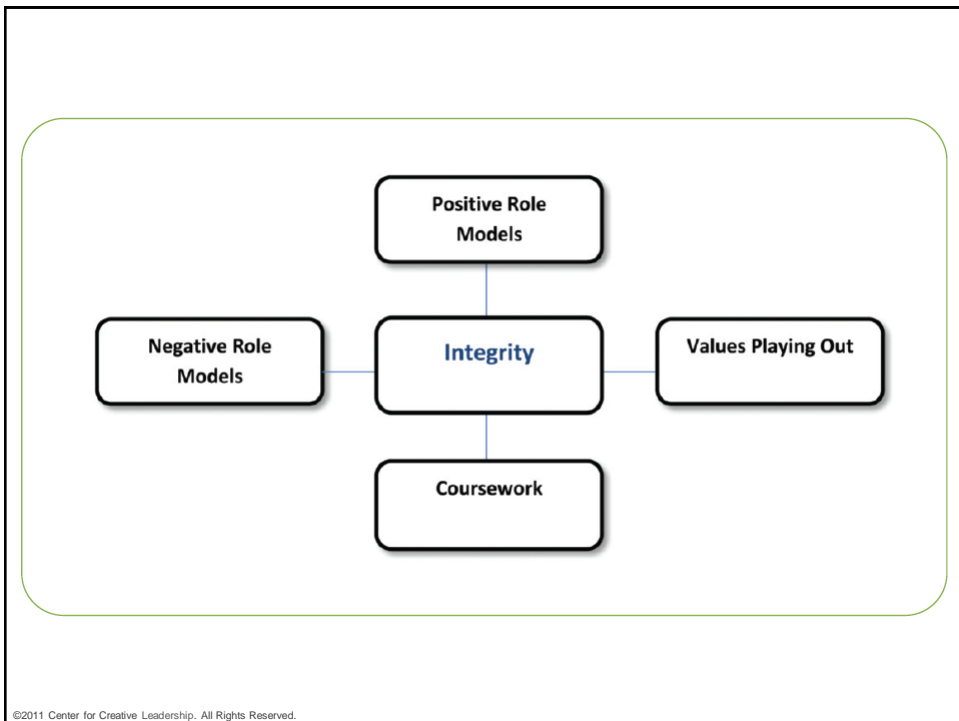 Positive Role
Models
Negative Role
Models
Integrity
Values Playing Out
Coursework
©2011 Center for Creative Leadership. All Rights Reserved.